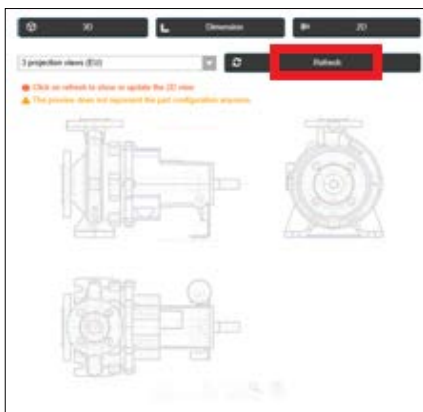 3D
Dimension
2D
3 projection views (EU)
Refresh
Click on refresh to show or update the 2D view
The preview does not represent the part configuration anymore.